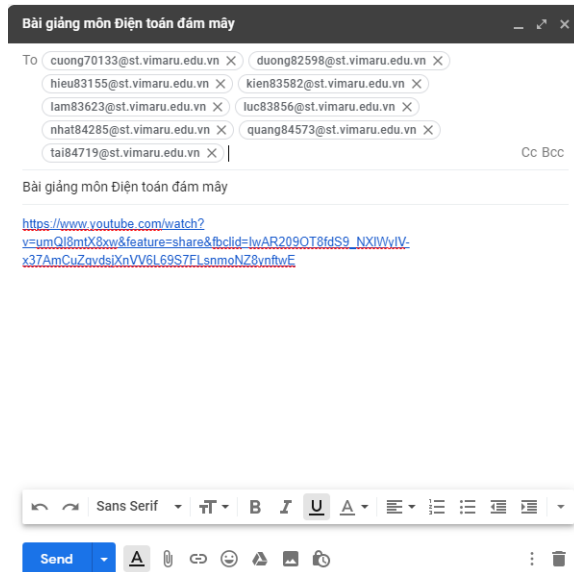 Bài giảng môn Điện toán đám mây
To cuong70133@st.vimaru.edu.vn duong82598@st.vimaru.edu.vn
hieu83155@st.vimaru.edu.vn kien83582@st.vimaru.edu.vn
lam83623@st.vimaru.edu.vn luc83856@st.vimaru.edu.vn
nhat84285@st.vimaru.edu.vn quang84573@st.vimaru.edu.vn
tai84719@st.vimaru.edu.vn Cc Bcc
Bài giảng môn Điện toán đám mây
https://www.youtube.com/watch?
v=umQI8mtX8xw&feature=share&fbclid=IwAR209OT8fdS9_NXIWyIV-
x37AmCuZgvdsjXnVV6L69S7FLsnmoNZ8ynftwE
Sans Serif
Send